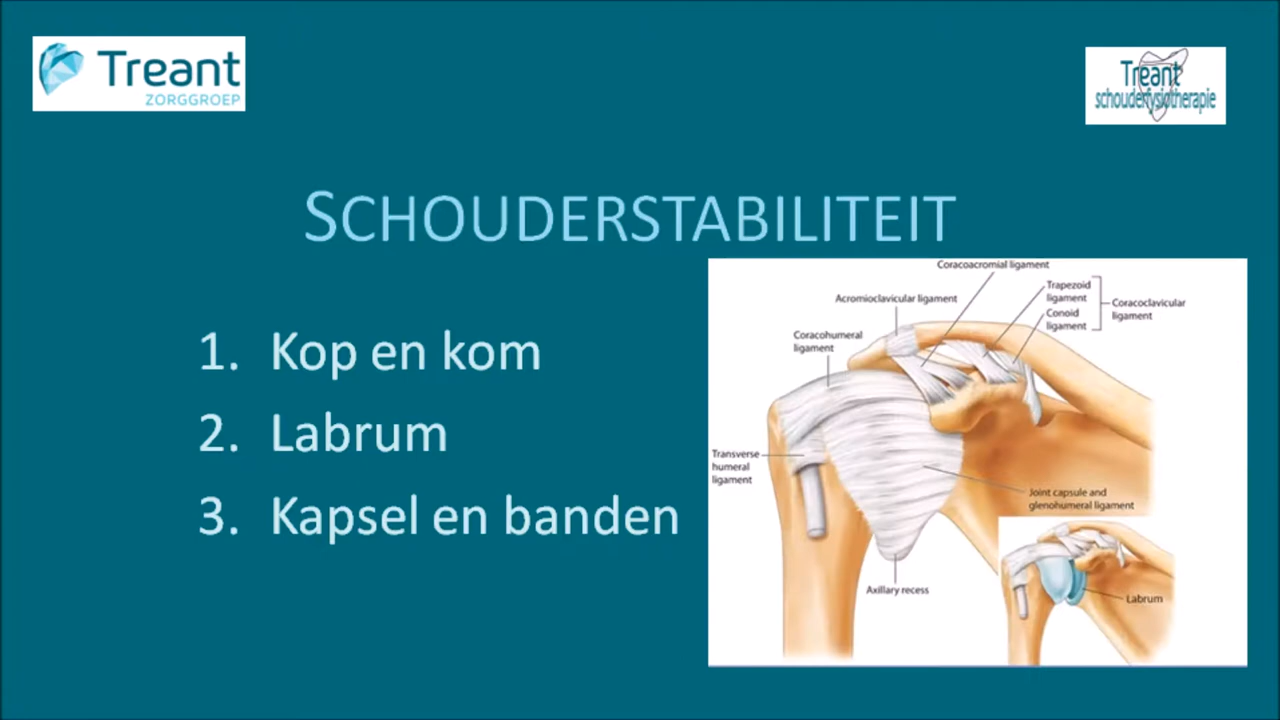 Treant
ZORGGROEP
Treant
schouderfysiotherapie
SCHOUDERSTABILITEIT
1. Kop en kom
2. Labrum
3. Kapsel en banden
Coracoacromial ligament
Acromioclavicular ligament
Trapezoid
ligament
Conoid
ligament
Coracoclavicular
ligament
Coracohumeral
ligament
Transverse
humeral
ligament
Joint capsule and
glenohumeral ligament
Axillary recess
Labrum